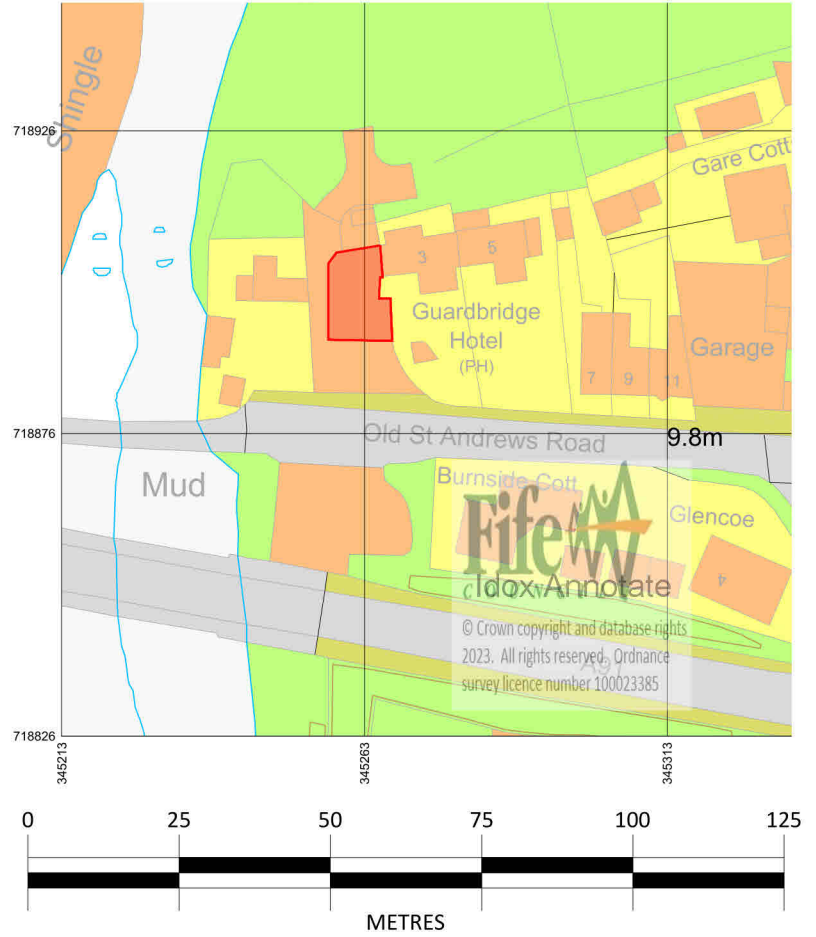 Shingle
718926
Gare Cott
3
5
Guardbridge
Hotel
(PH)
Garage
7
9
11
718876
Old St Andrews Road
9.8m
Mud
Burnside Cott
Glencoe
Fife
COUNCIL
Idox Annotate
4
© Crown copyright and database rights
2023. All rights reserved. Ordnance
survey licence number 100023385
A91
718826
345213
345263
345313
0
25
50
75
100
125
METRES